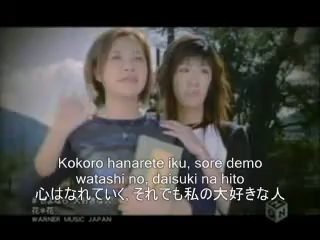 Kokoro hanarete iku, sore demo
watashi no, daisuki na hito
心はなれていく、それでも私の大好きな人
花*花
WARNER MUSIC JAPAN
ON